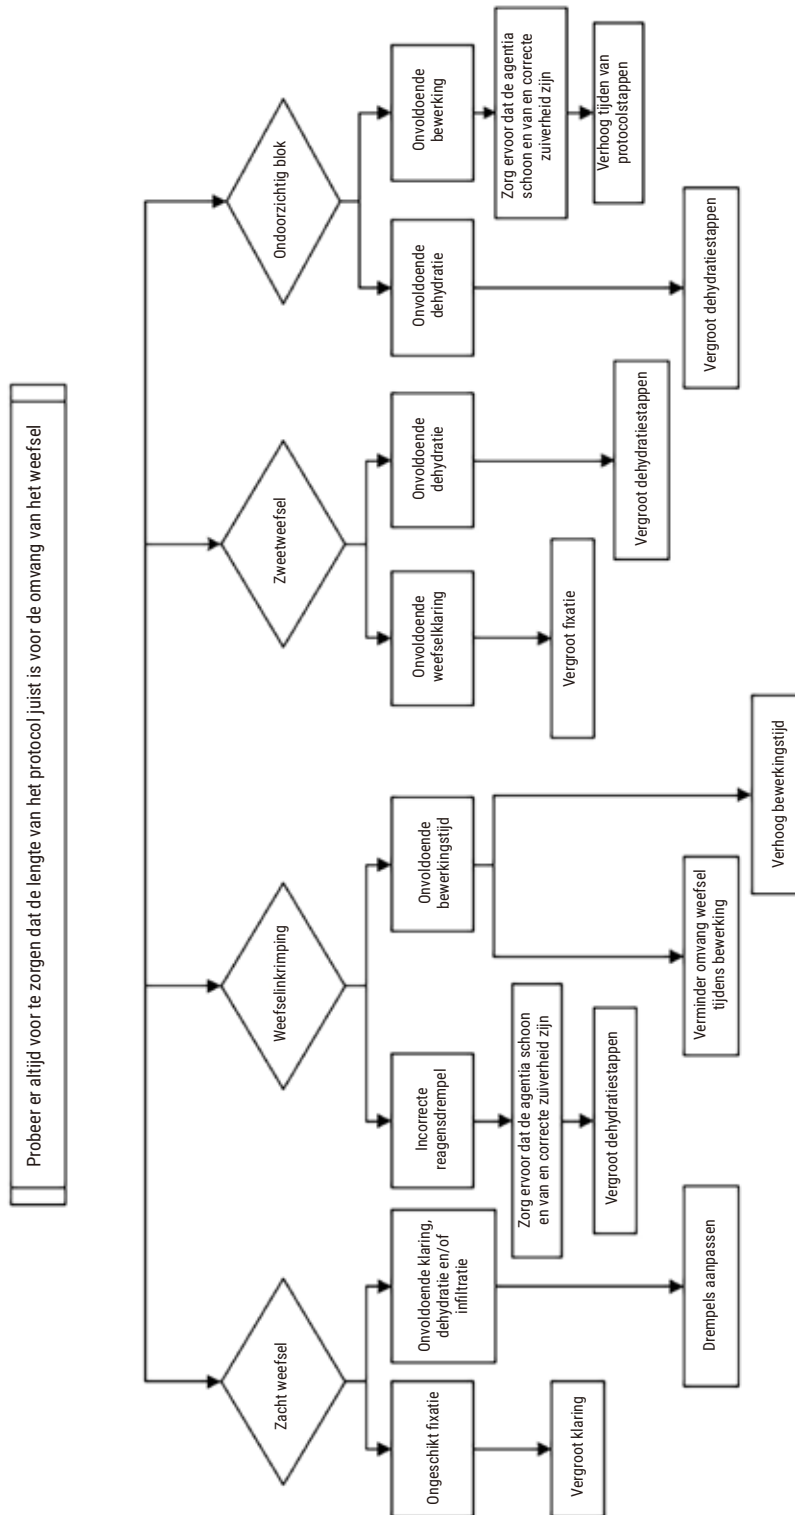 Probeer er altijd voor te zorgen dat de lengte van het protocol juist is voor de omvang van het weefsel
Zacht weefsel
Weefselinkrimping
Zweetweefsel
Ondoorzichtig blok
Ongeschikt fixatie
Onvoldoende klaring,
dehydratie en/of
infiltratie
Incorrecte
reagensdrempel
Onvoldoende
bewerkingstijd
Onvoldoende
weefselklaring
Onvoldoende
dehydratie
Onvoldoende
dehydratie
Onvoldoende
bewerking
Zorg ervoor dat de agentia
schoon en van en correcte
zuiverheid zijn
Zorg ervoor dat de agentia schoon
en van en correcte zuiverheid zijn
Vergroot klaring
Vergroot dehydratiestappen
Vergroot fixatie
Verhoog tijden van
protocolstappen
Vergroot dehydratiestappen
Drempels aanpassen
Verminder omvang weefsel
tijdens bewerking
Vergroot dehydratiestappen
Verhoog bewerkingstijd